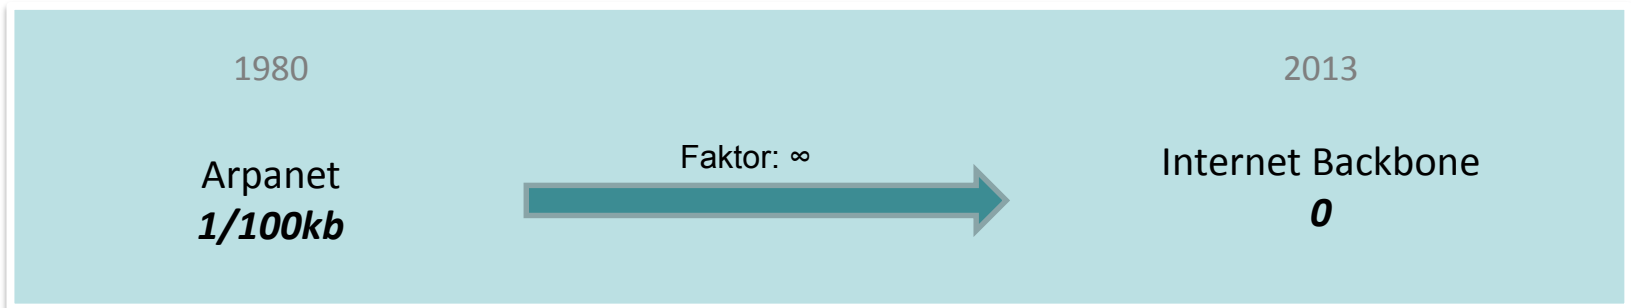 1980
2013
Arpanet
1/100kb
Faktor: ∞
Internet Backbone
0